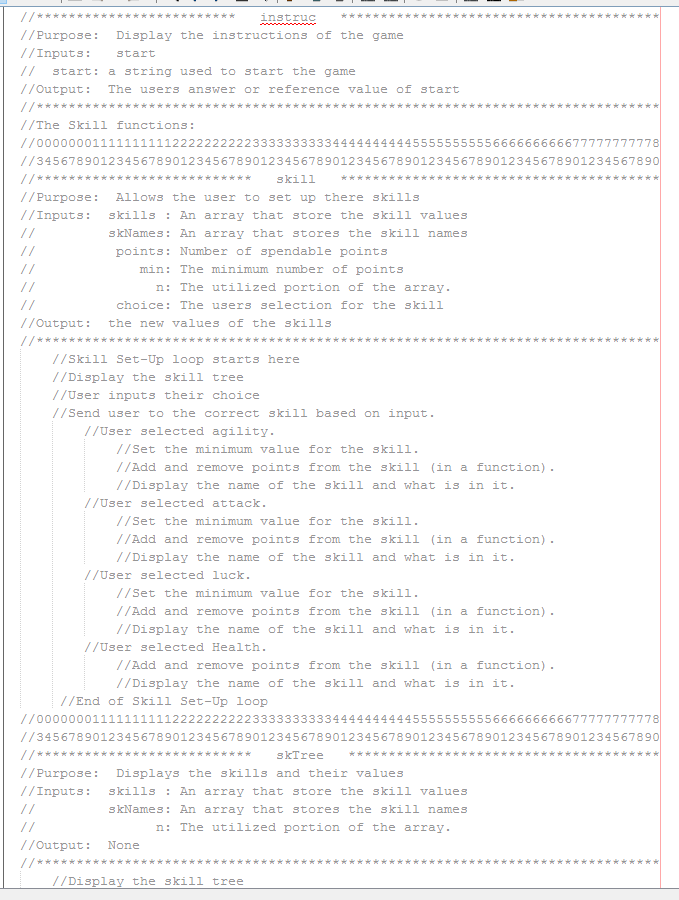 //*************************   instruc   ****************************************
//Purpose:  Display the instructions of the game
//Inputs:   start
//  start: a string used to start the game
//Output:  The users answer or reference value of start
//******************************************************************************
//The Skill functions:
//000000011111111112222222222333333333344444444445555555555666666666677777777778
//345678901234567890123456789012345678901234567890123456789012345678901234567890
//***************************   skill   ****************************************
//Purpose:  Allows the user to set up there skills
//Inputs:  skills : An array that store the skill values
//         skNames: An array that stores the skill names
//          points: Number of spendable points
//             min: The minimum number of points
//               n: The utilized portion of the array.
//          choice: The users selection for the skill
//Output:  the new values of the skills
//******************************************************************************
    //Skill Set-Up loop starts here
    //Display the skill tree
    //User inputs their choice
    //Send user to the correct skill based on input.
        //User selected agility.
            //Set the minimum value for the skill.
            //Add and remove points from the skill (in a function).
            //Display the name of the skill and what is in it.
        //User selected attack.
            //Set the minimum value for the skill.
            //Add and remove points from the skill (in a function).
            //Display the name of the skill and what is in it.
        //User selected luck.
            //Set the minimum value for the skill.
            //Add and remove points from the skill (in a function).
            //Display the name of the skill and what is in it.
        //User selected Health.
            //Add and remove points from the skill (in a function).
            //Display the name of the skill and what is in it.
     //End of Skill Set-Up loop
//000000011111111112222222222333333333344444444445555555555666666666677777777778
//345678901234567890123456789012345678901234567890123456789012345678901234567890
//***************************   skTree   ***************************************
//Purpose:  Displays the skills and their values
//Inputs:  skills : An array that store the skill values
//         skNames: An array that stores the skill names
//               n: The utilized portion of the array.
//Output:  None
//******************************************************************************
    //Display the skill tree